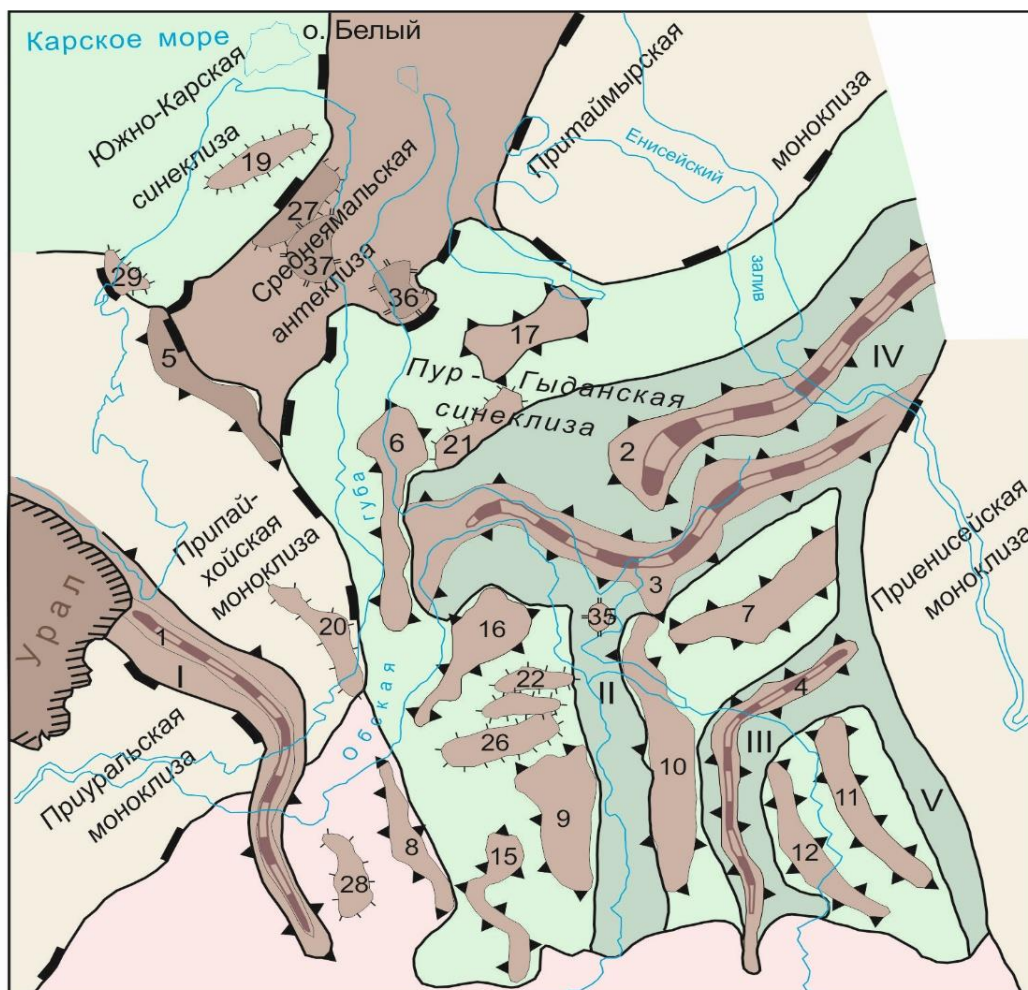 Карское море
о. Белый
Южно-Карская
синеклиза
Притаймырская
моноклиза
Енисейский
залив
19
27
37
Среднеямальская
антеклиза
29
36
5
17
IV
Пур - Гыданская
синеклиза
6
21
2
губа
Обская
Припай-
хойская
моноклиза
Урал
3
Приенисейская
моноклиза
1
I
20
16
35
7
22
II
4
26
III
10
Приуральская
моноклиза
9
11
V
8
15
12
28